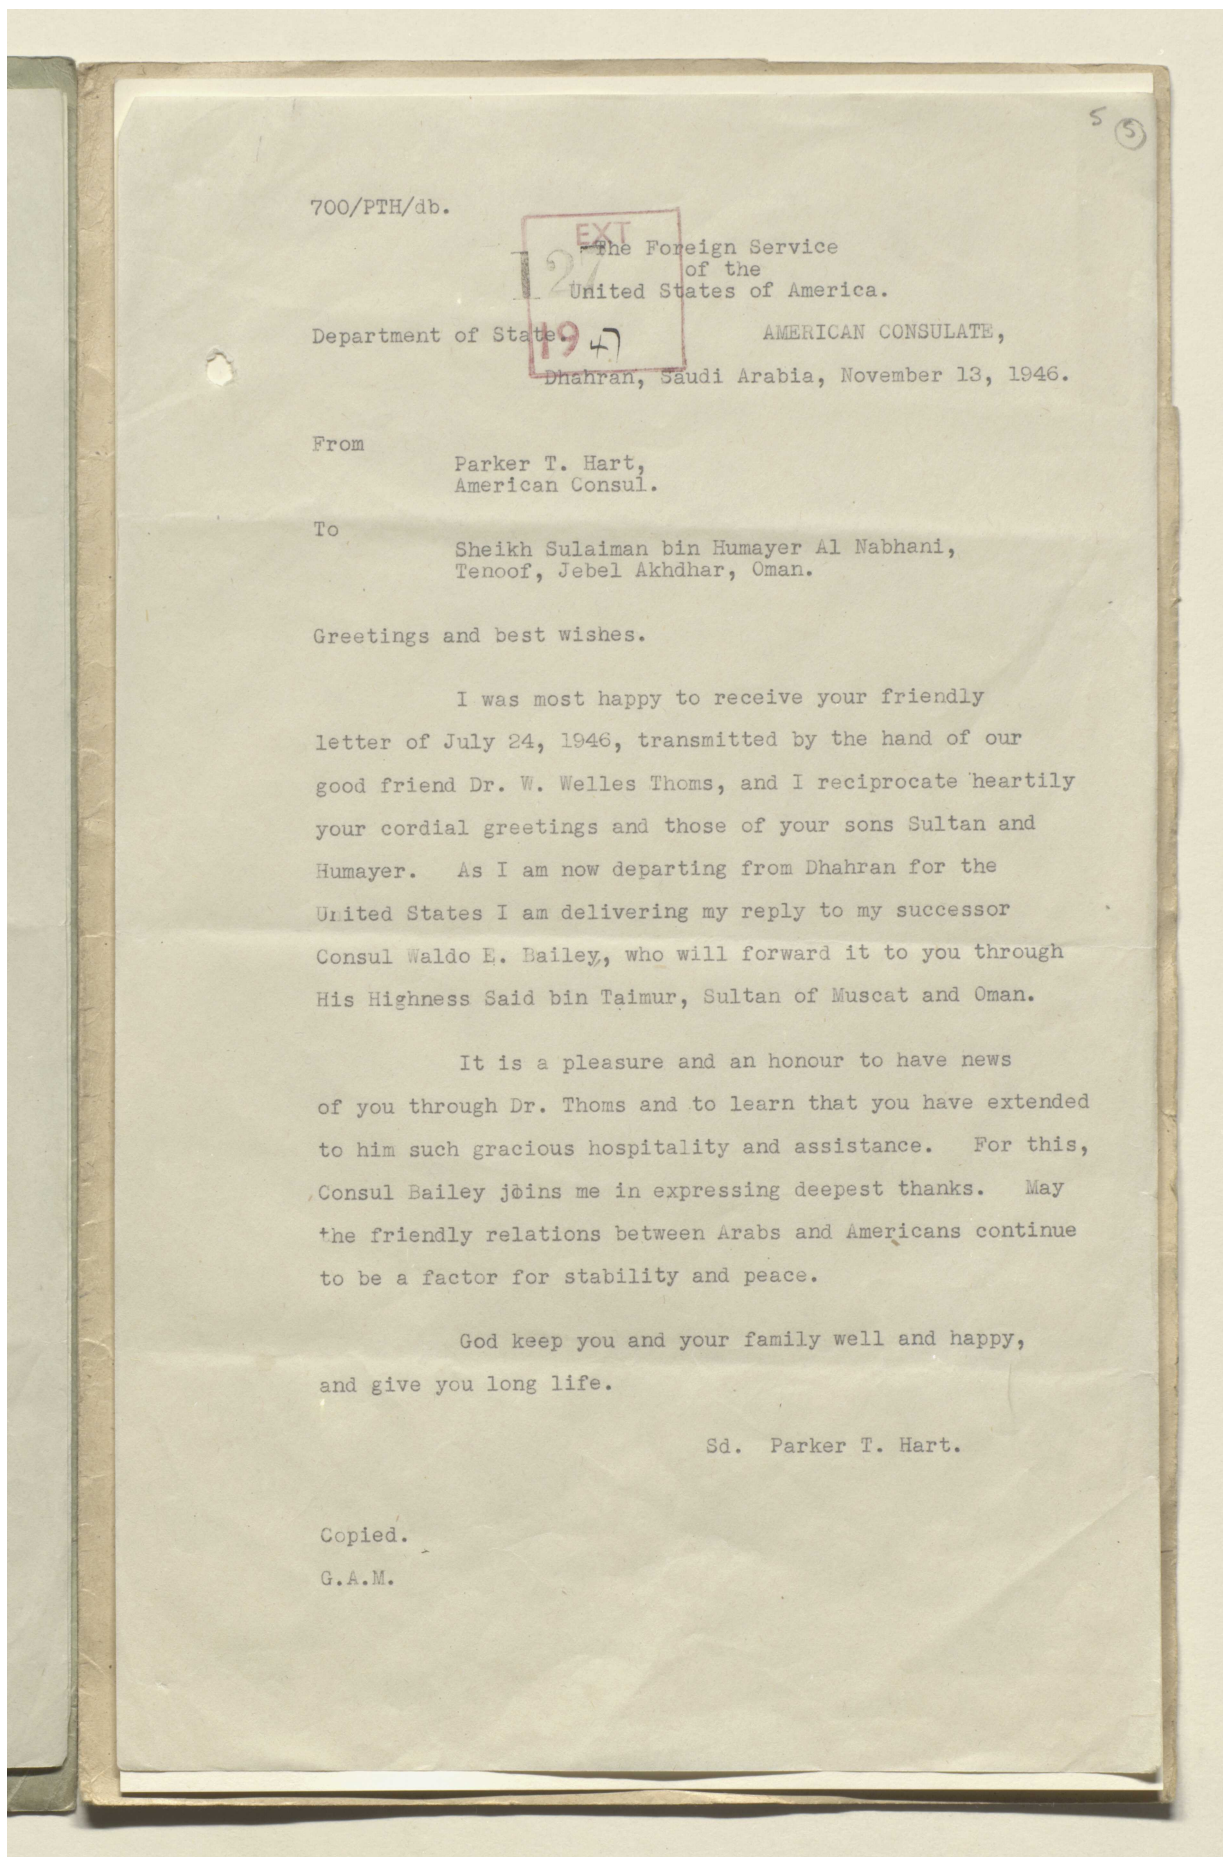 5
5
700/PTH/db.
EXT
127
The Foreign Service
of the
United States of America.
Department of State.
1947
AMERICAN CONSULATE,
Dhahran, Saudi Arabia, November 13, 1946.
From
Parker T. Hart,
American Consul.
To
Sheikh Sulaiman bin Humayer Al Nabhani,
Tenoof, Jebel Akhdhar, Oman.
Greetings and best wishes.
I was most happy to receive your friendly
letter of July 24, 1946, transmitted by the hand of our
good friend Dr. W. Welles Thoms, and I reciprocate heartily
your cordial greetings and those of your sons Sultan and
Humayer. As I am now departing from Dhahran for the
United States I am delivering my reply to my successor
Consul Waldo E. Bailey, who will forward it to you through
His Highness Said bin Taimur, Sultan of Muscat and Oman.
It is a pleasure and an honour to have news
of you through Dr. Thoms and to learn that you have extended
to him such gracious hospitality and assistance. For this,
Consul Bailey joins me in expressing deepest thanks. May
the friendly relations between Arabs and Americans continue
to be a factor for stability and peace.
God keep you and your family well and happy,
and give you long life.
Sd. Parker T. Hart.
Copied.
G.A.M.